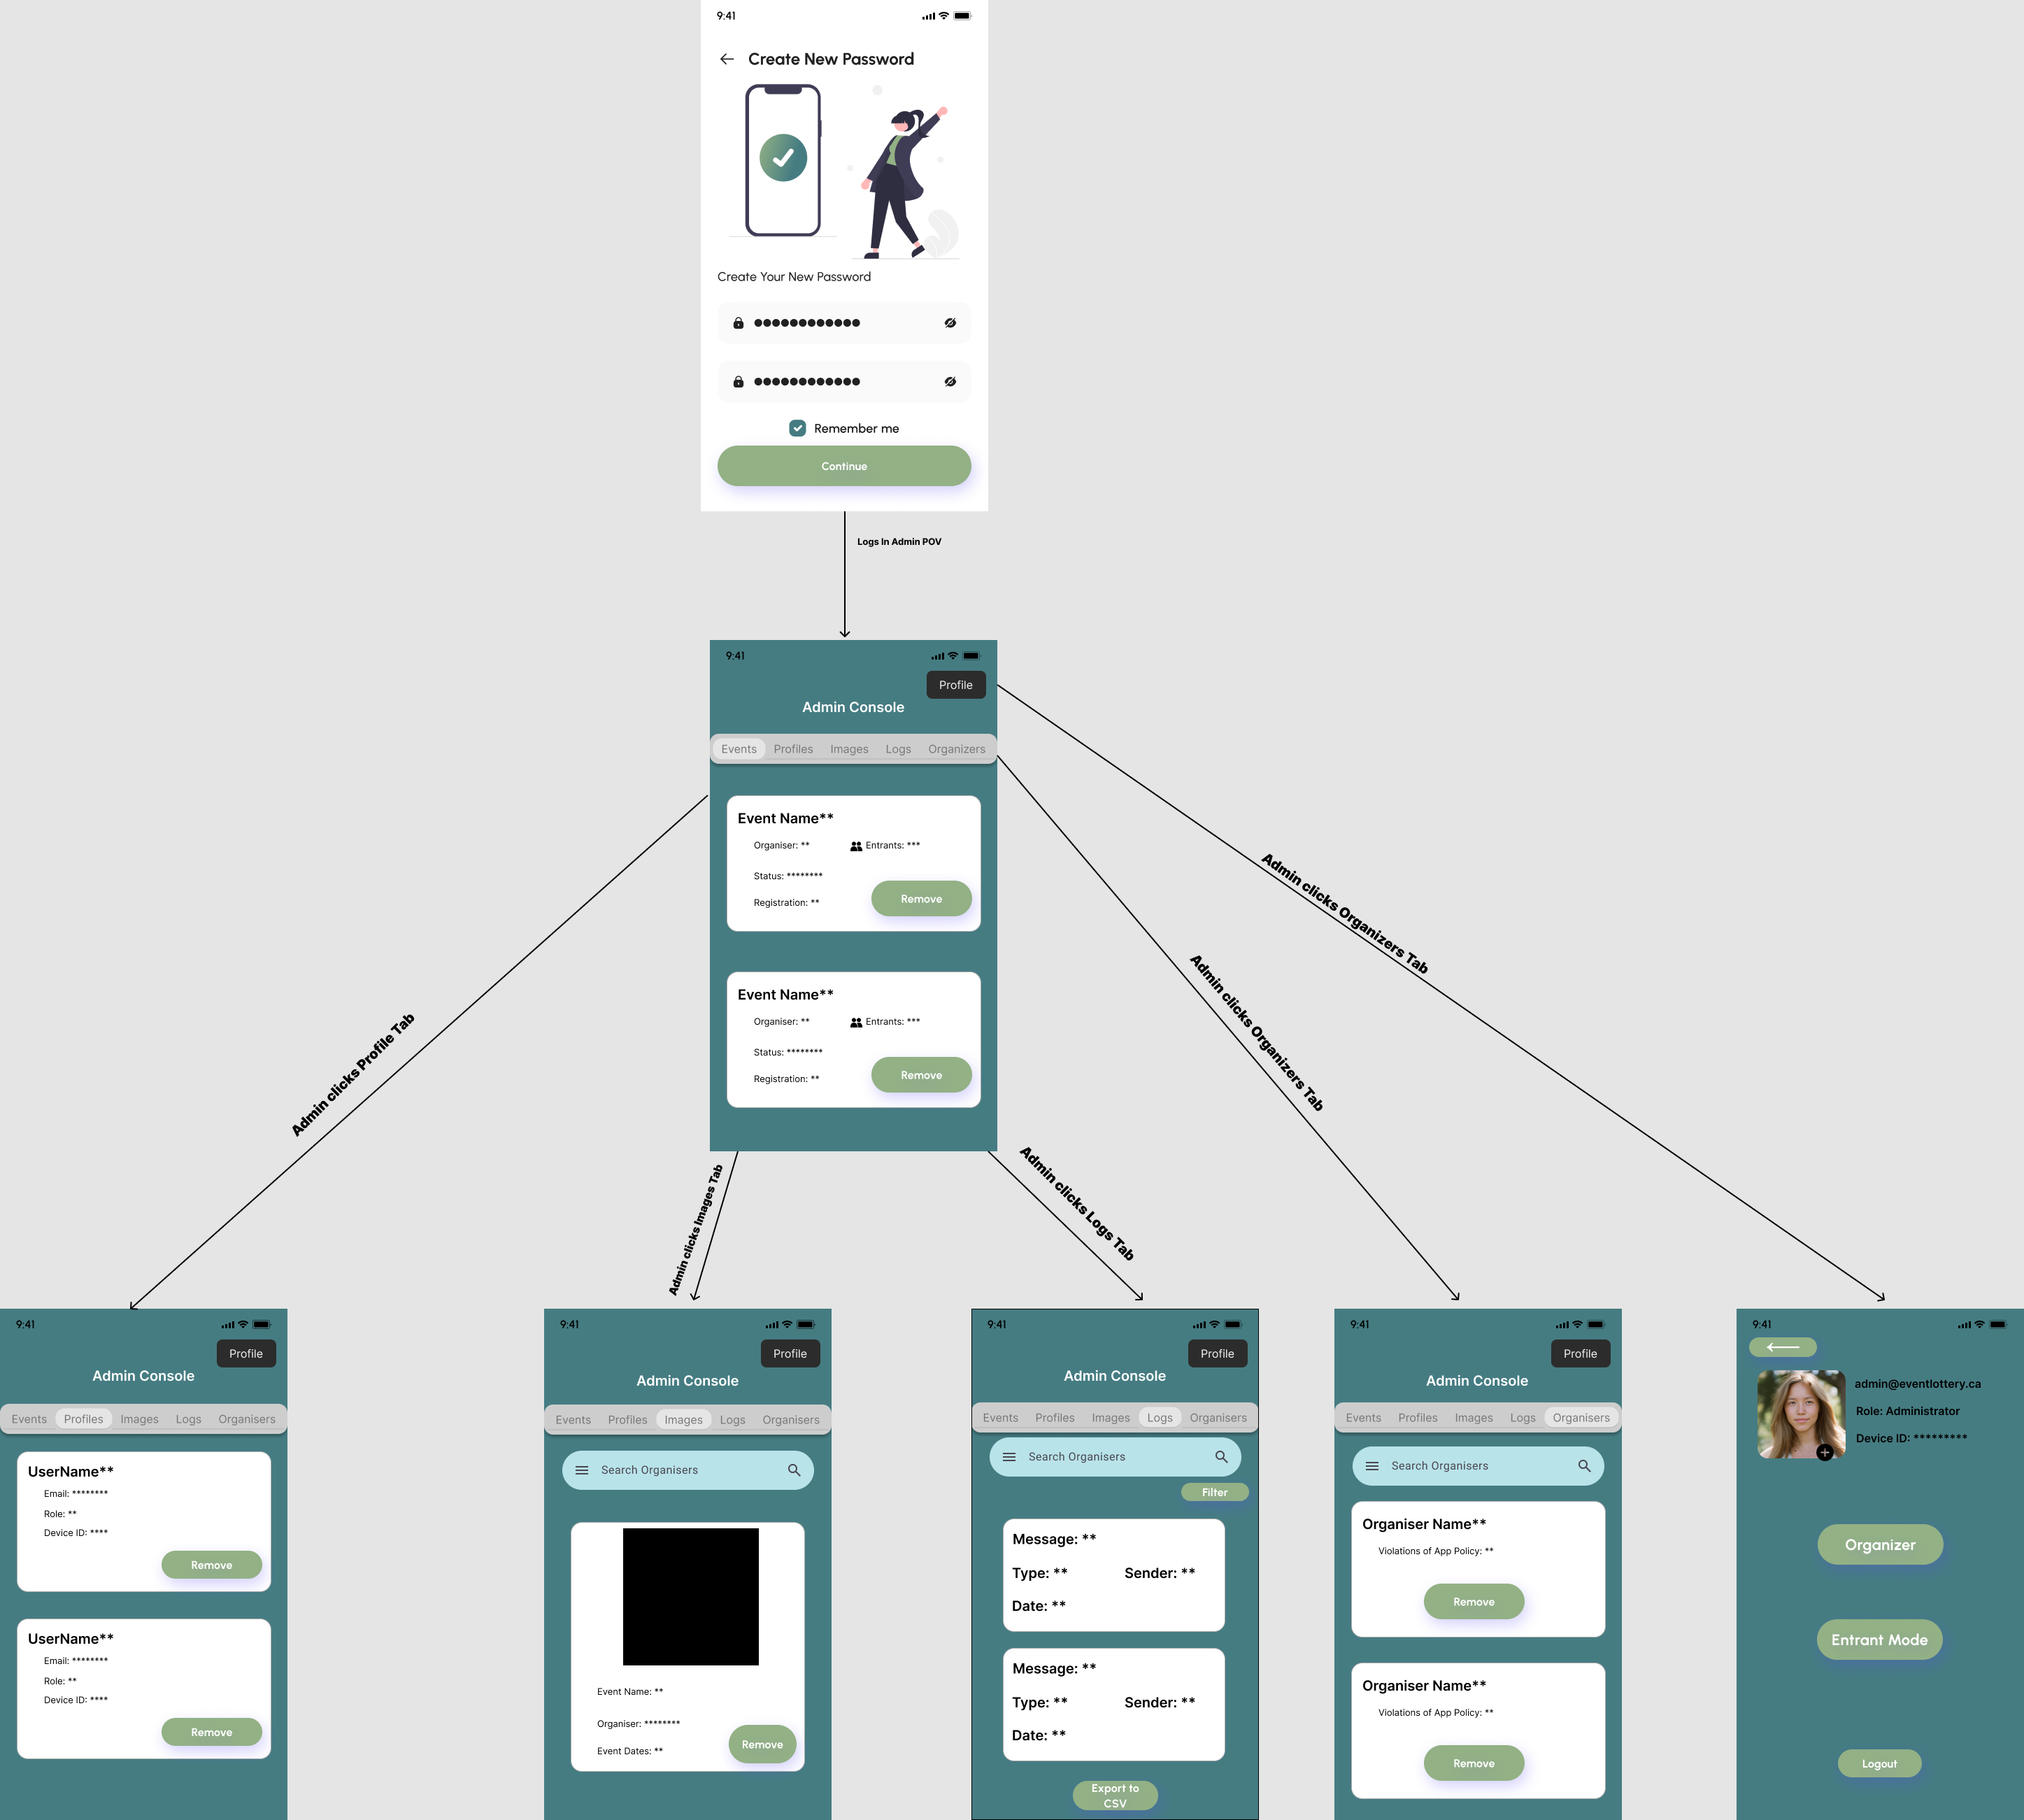 9:41
Create New Password
Create Your New Password
●●●●●●●●●●●●
●●●●●●●●●●●●
Remember me
Continue
Logs In Admin POV
9:41
Profile
Admin Console
Events Profiles Images Logs Organizers
Event Name**
Organiser: ** Entrants: ***
Status: ********
Registration: **
Remove
Event Name**
Organiser: ** Entrants: ***
Status: ********
Registration: **
Remove
Admin clicks Profile Tab
Admin clicks Images Tab
Admin clicks Logs Tab
Admin clicks Organizers Tab
Admin clicks Organizers Tab
9:41
Profile
Admin Console
Events Profiles Images Logs Organisers
UserName**
Email: ********
Role: **
Device ID: ****
Remove
UserName**
Email: ********
Role: **
Device ID: ****
Remove
9:41
Profile
Admin Console
Events Profiles Images Logs Organisers
Search Organisers
Event Name: **
Organiser: ********
Event Dates: **
Remove
9:41
Profile
Admin Console
Events Profiles Images Logs Organisers
Search Organisers
Filter
Message: **
Type: ** Sender: **
Date: **
Message: **
Type: ** Sender: **
Date: **
Export to
CSV
9:41
Profile
Admin Console
Events Profiles Images Logs Organisers
Search Organisers
Organiser Name**
Violations of App Policy: **
Remove
Organiser Name**
Violations of App Policy: **
Remove
9:41
admin@eventlottery.ca
Role: Administrator
Device ID: *********
Organizer
Entrant Mode
Logout